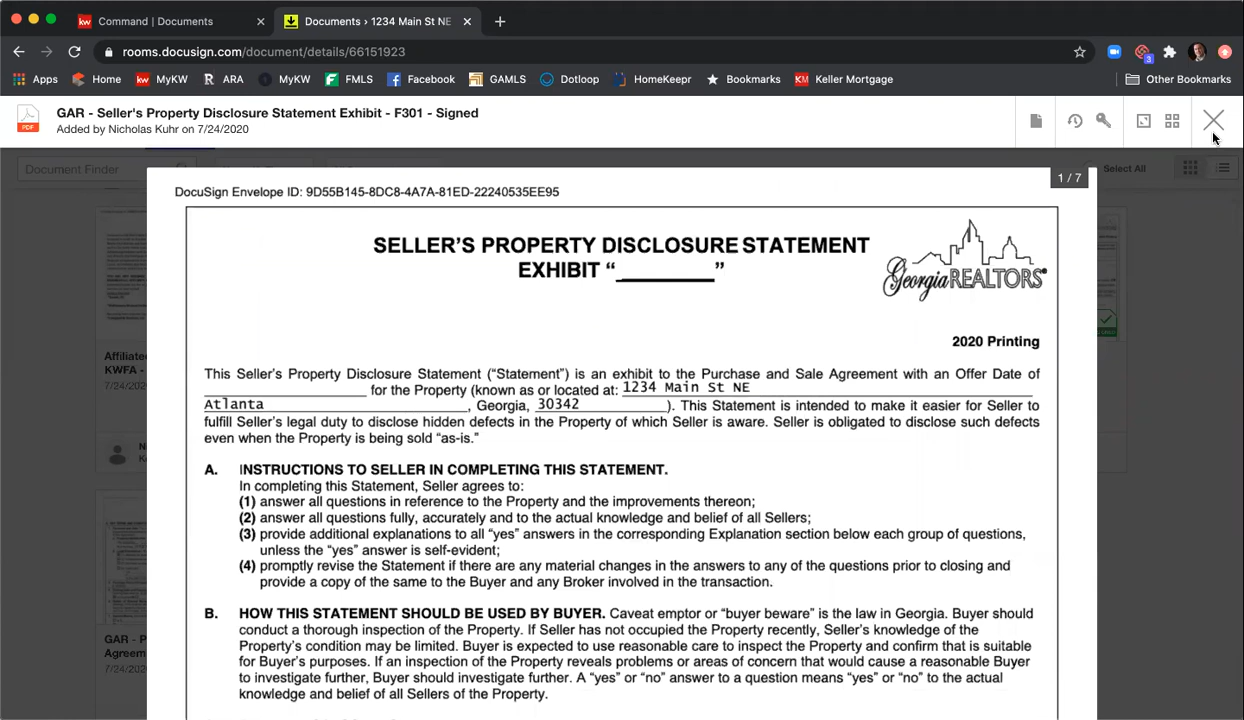 Command | Documents
Documents › 1234 Main St NE
rooms.docusign.com/document/details/66151923
3
Apps Home kw MyKW R ARA MyKW FMLS Facebook GAMLS Dotloop HomeKeepr Bookmarks KM Keller Mortgage Other Bookmarks
GAR - Seller's Property Disclosure Statement Exhibit - F301 - Signed
PDF
Added by Nicholas Kuhr on 7/24/2020
Document Finder
Select All
1 / 7
DocuSign Envelope ID: 9D55B145-8DC8-4A7A-81ED-22240535EE95
SELLER'S PROPERTY DISCLOSURE STATEMENT
EXHIBIT “________”
Georgia REALTORS®
2020 Printing
This Seller's Property Disclosure Statement (“Statement”) is an exhibit to the Purchase and Sale Agreement with an Offer Date of
____________________ for the Property (known as or located at: 1234 Main St NE
Atlanta, Georgia, 30342). This Statement is intended to make it easier for Seller to
fulfill Seller's legal duty to disclose hidden defects in the Property of which Seller is aware. Seller is obligated to disclose such defects
even when the Property is being sold “as-is.”
A. INSTRUCTIONS TO SELLER IN COMPLETING THIS STATEMENT.
In completing this Statement, Seller agrees to:
(1) answer all questions in reference to the Property and the improvements thereon;
(2) answer all questions fully, accurately and to the actual knowledge and belief of all Sellers;
(3) provide additional explanations to all “yes” answers in the corresponding Explanation section below each group of questions,
unless the “yes” answer is self-evident;
(4) promptly revise the Statement if there are any material changes in the answers to any of the questions prior to closing and
provide a copy of the same to the Buyer and any Broker involved in the transaction.
B. HOW THIS STATEMENT SHOULD BE USED BY BUYER. Caveat emptor or “buyer beware” is the law in Georgia. Buyer should
conduct a thorough inspection of the Property. If Seller has not occupied the Property recently, Seller's knowledge of the
Property's condition may be limited. Buyer is expected to use reasonable care to inspect the Property and confirm that is suitable
for Buyer's purposes. If an inspection of the Property reveals problems or areas of concern that would cause a reasonable Buyer
to investigate further, Buyer should investigate further. A “yes” or “no” answer to a question means “yes” or “no” to the actual
knowledge and belief of all Sellers of the Property.
Affiliated
KWFA -
7/24/202
GAR - P
Agreem
7/24/202